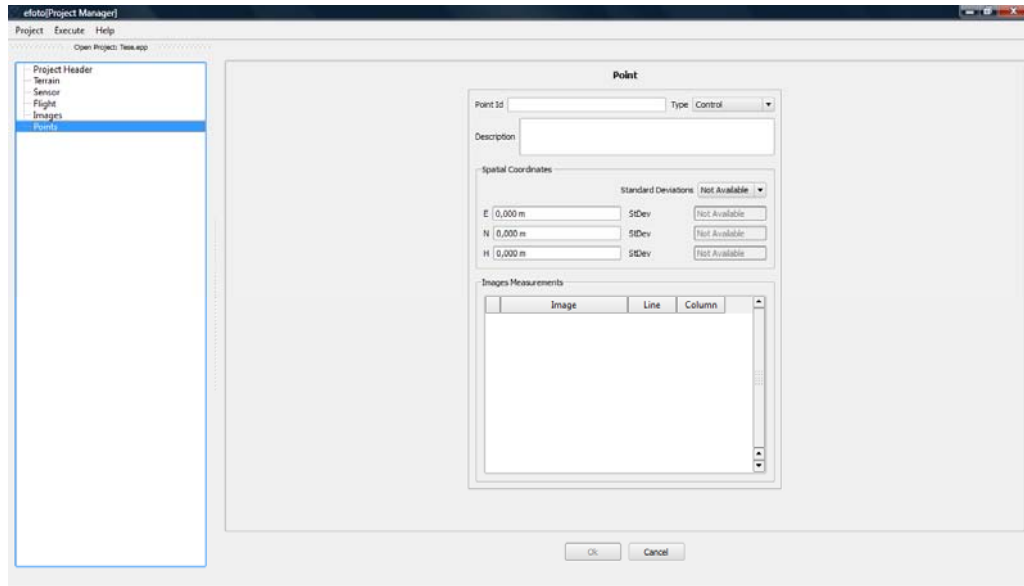 efoto[Project Manager]
Project Execute Help
Open Project: Tese.epp
Project Header
Terrain
Sensor
Flight
Images
Points
Point
Point Id Type Control
Description
Spatial Coordinates
Standard Deviations Not Available
E 0,000 m StDev Not Available
N 0,000 m StDev Not Available
H 0,000 m StDev Not Available
Images Measurements
Image Line Column
Ok Cancel